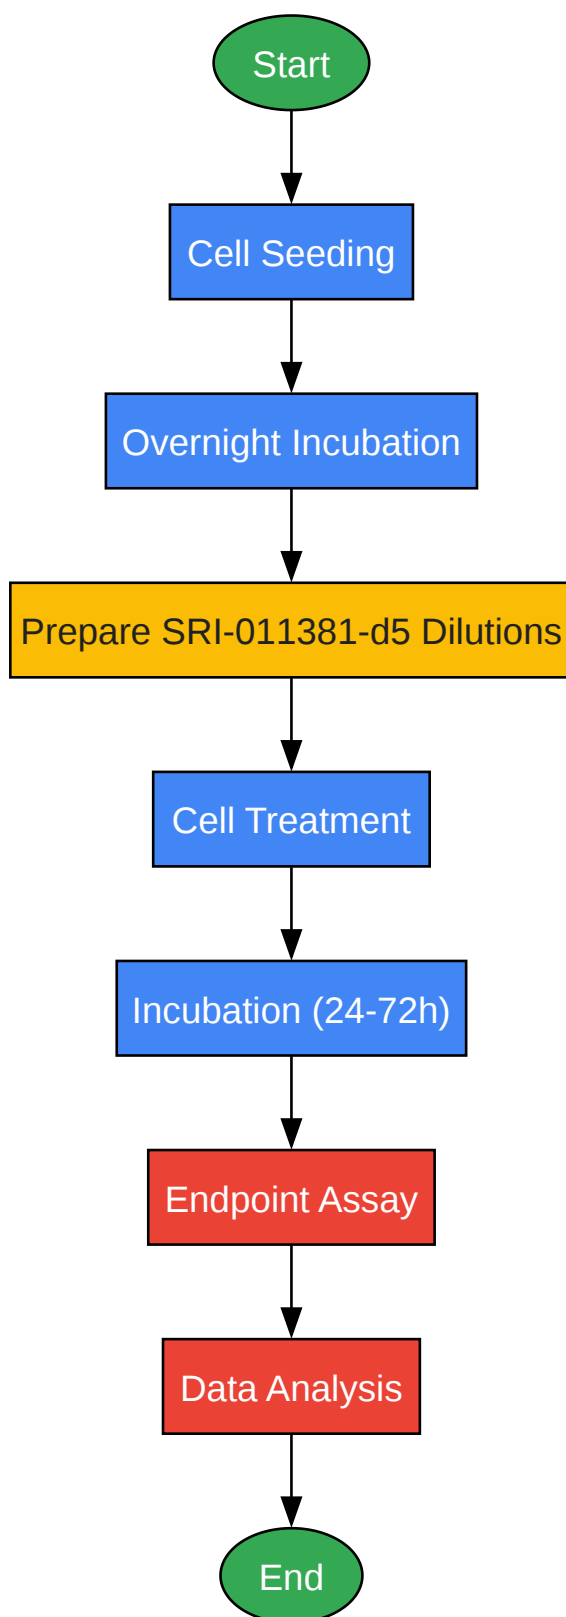 Start
Cell Seeding
Overnight Incubation
Prepare SRI-011381-d5 Dilutions
Cell Treatment
Incubation (24-72h)
Endpoint Assay
Data Analysis
End